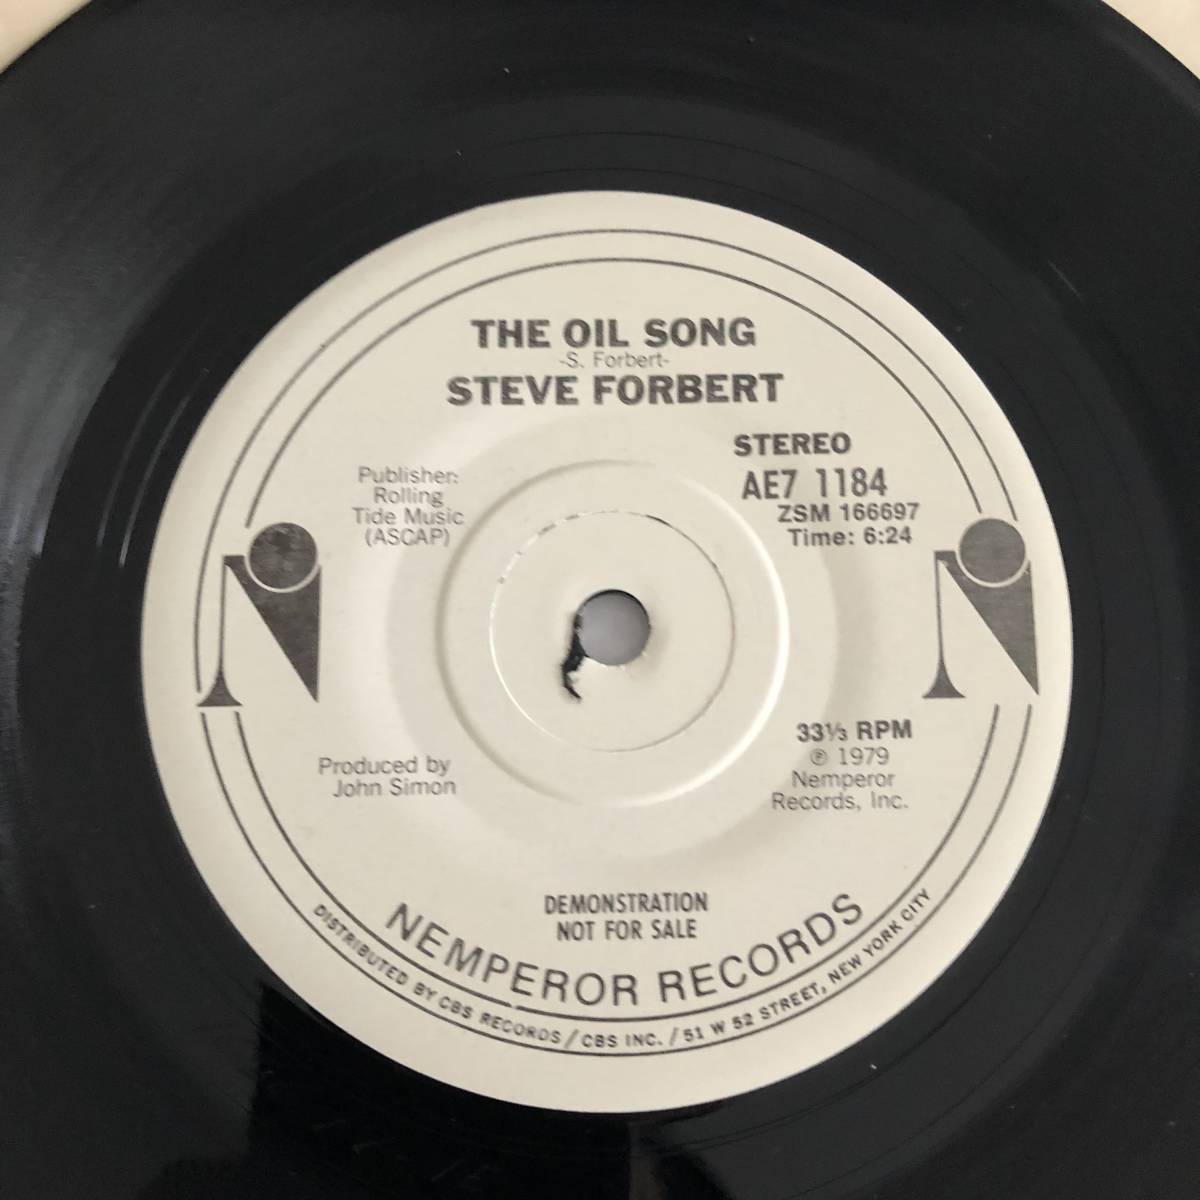 THE OIL SONG
-S. Forbert-
STEVE FORBERT
STEREO
AE7 1184
ZSM 166697
Time: 6:24
Publisher:
Rolling
Tide Music
(ASCAP)
33⅓ RPM
℗ 1979
Nemperor
Records, Inc.
Produced by
John Simon
DEMONSTRATION
NOT FOR SALE
NEMPEROR RECORDS
DISTRIBUTED BY CBS RECORDS / CBS INC. / 51 W 52 STREET, NEW YORK CITY